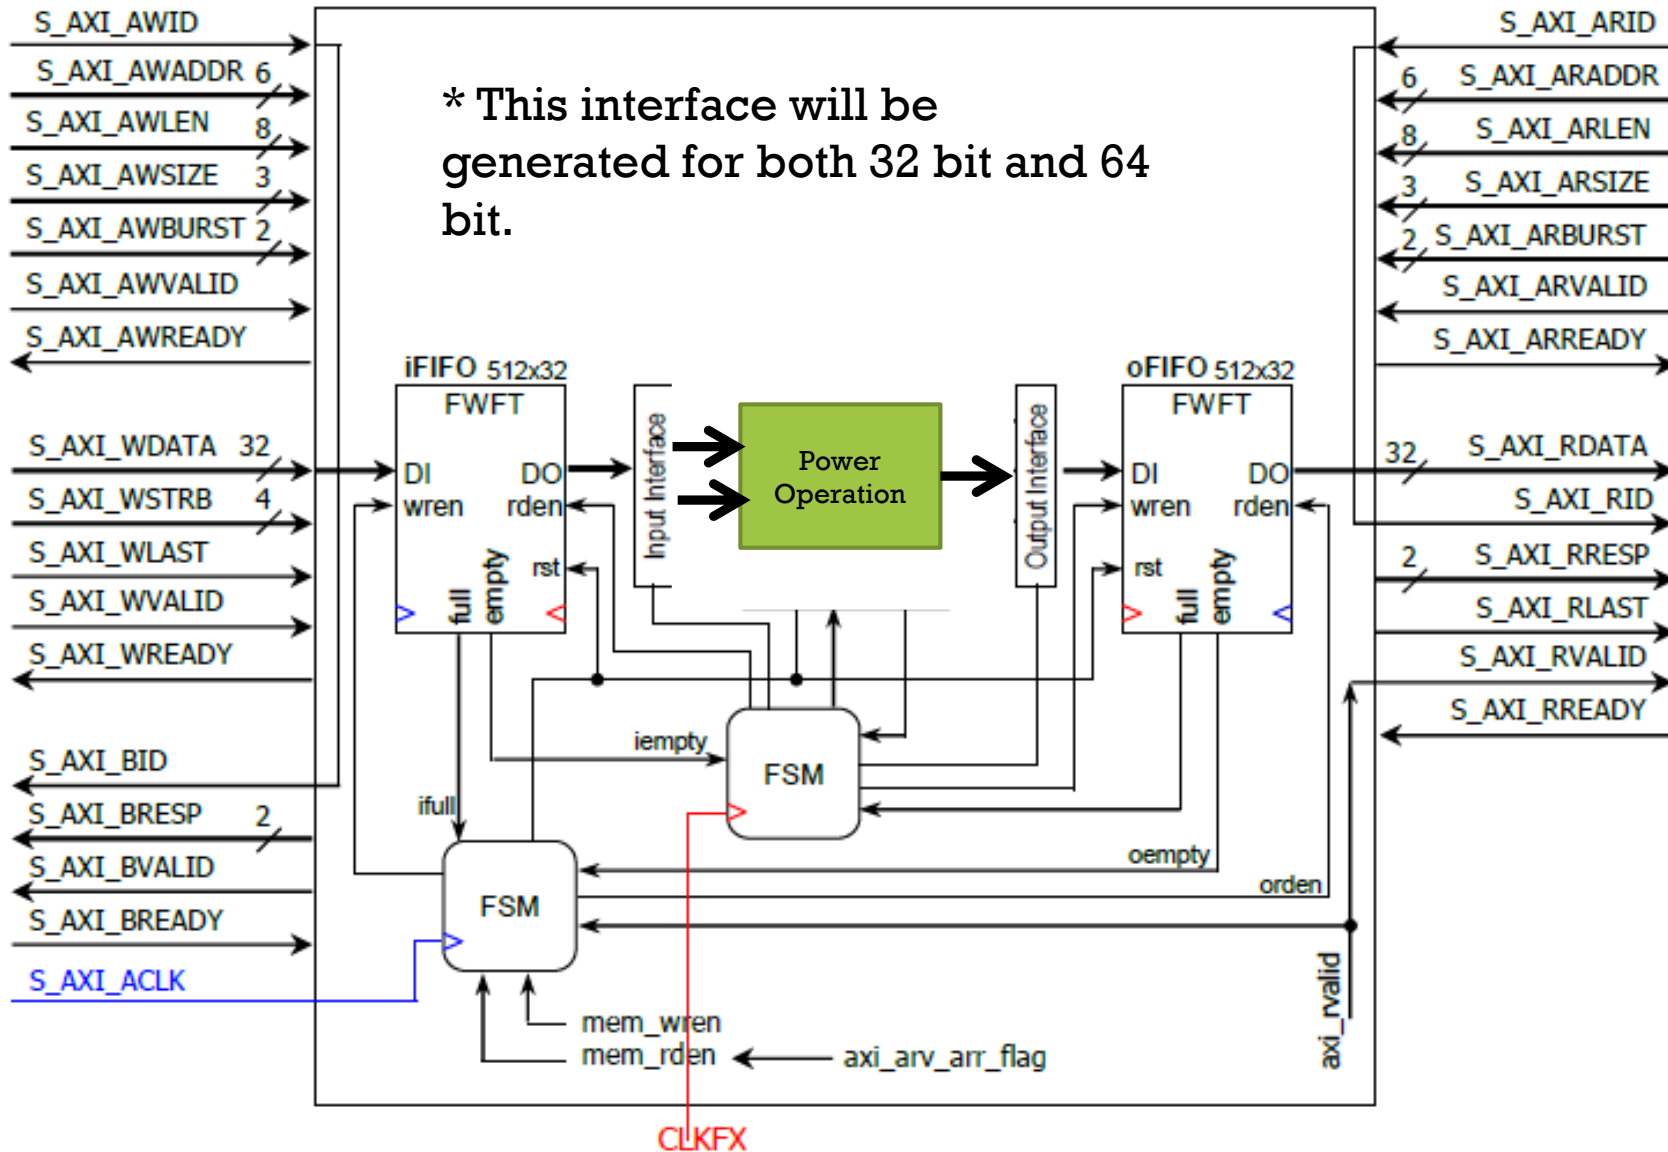 S_AXI_AWID
S_AXI_AWADDR 6
S_AXI_AWLEN 8
S_AXI_AWSIZE 3
S_AXI_AWBURST 2
S_AXI_AWVALID
S_AXI_AWREADY
S_AXI_WDATA 32
S_AXI_WSTRB 4
S_AXI_WLAST
S_AXI_WVALID
S_AXI_WREADY
S_AXI_BID
S_AXI_BRESP 2
S_AXI_BVALID
S_AXI_BREADY
S_AXI_ACLK
* This interface will be
generated for both 32 bit and 64
bit.
iFIFO 512x32
FWFT
DI DO
wren rden
rst
full
empty
Input Interface
Power
Operation
Output Interface
oFIFO 512x32
FWFT
DI DO
wren rden
rst
full
empty
iempty
FSM
ifull
oempty
orden
FSM
mem_wren
mem_rden
axi_arv_arr_flag
axi_rvalid
CLKFX
S_AXI_ARID
6 S_AXI_ARADDR
8 S_AXI_ARLEN
3 S_AXI_ARSIZE
2 S_AXI_ARBURST
S_AXI_ARVALID
S_AXI_ARREADY
32 S_AXI_RDATA
S_AXI_RID
2 S_AXI_RRESP
S_AXI_RLAST
S_AXI_RVALID
S_AXI_RREADY